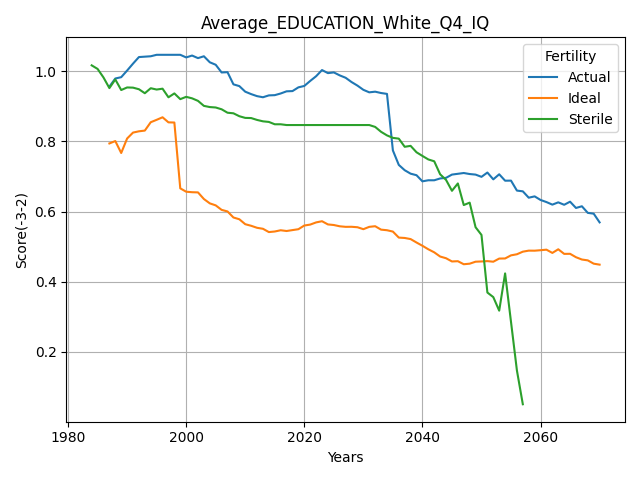 Average_EDUCATION_White_Q4_IQ
Fertility
Actual
Ideal
Sterile
Score(-3-2)
1.0
0.8
0.6
0.4
0.2
1980
2000
2020
2040
2060
Years